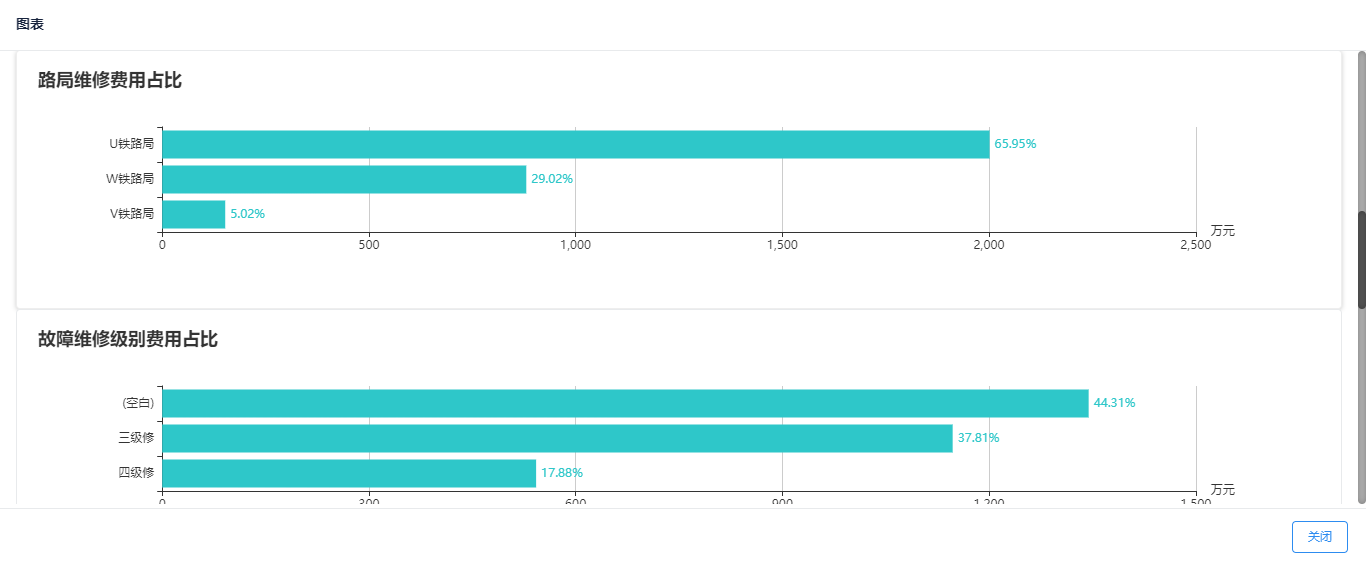 图表
路局维修费用占比
U铁路局 65.95%
W铁路局 29.02%
V铁路局 5.02%
万元
0 500 1,000 1,500 2,000 2,500
故障维修级别费用占比
(空白) 44.31%
三级修 37.81%
四级修 17.88%
万元
0 300 600 900 1,200 1,500
关闭